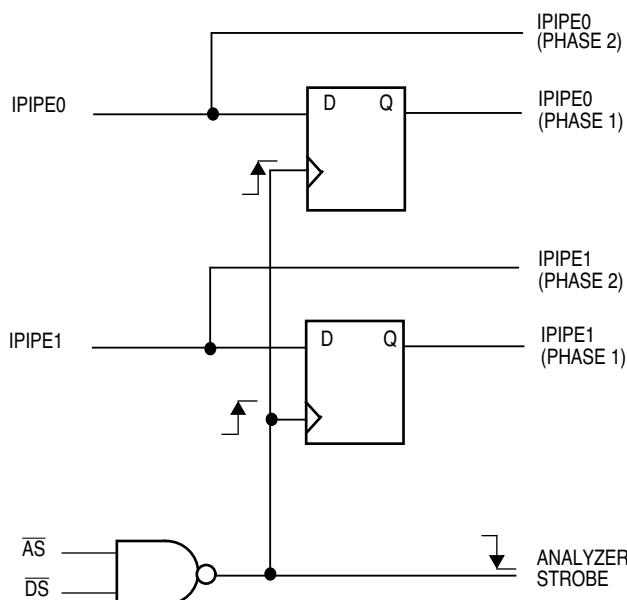 IPIPE0
(PHASE 2)
IPIPE0
D Q
IPIPE0
(PHASE 1)
IPIPE1
(PHASE 2)
IPIPE1
D Q
IPIPE1
(PHASE 1)
AS
DS
ANALYZER
STROBE